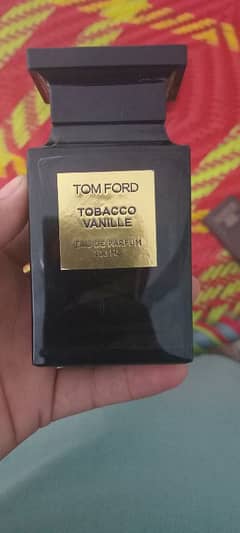 TOM FORD
TOBACCO
VANILLE
EAU DE PARFUM